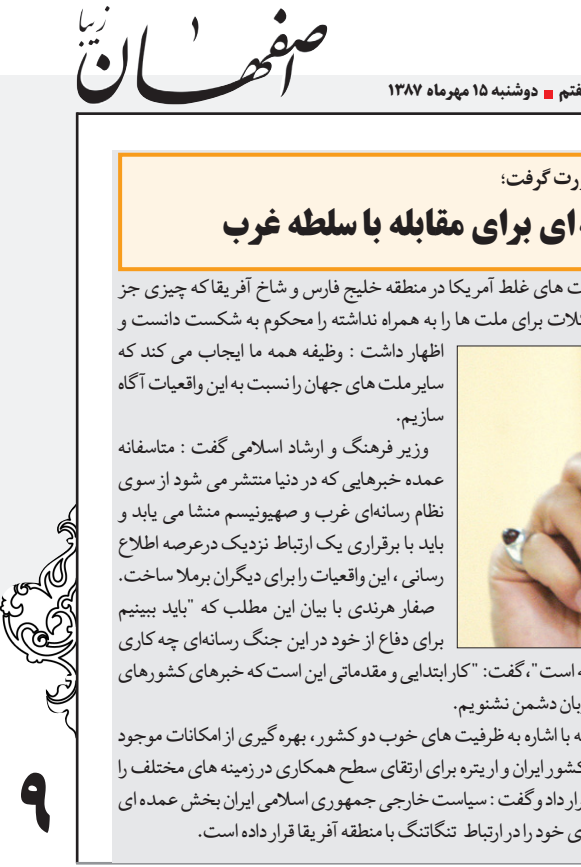 اصفهان زیبا
دوشنبه ۱۵ مهرماه ۱۳۸۷
گرفت؛
ای برای مقابله با سلطه غرب
های غلط آمریکا در منطقه خلیج فارس و شاخ آفریقاکه چیزی جز
برای ملت ها را به همراه نداشته را محکوم به شکست دانست و
اظهار داشت : وظیفه همه ما ایجاب می کند که
سایر ملت های جهان را نسبت به این واقعیات آگاه
سازیم.
وزیر فرهنگ و ارشاد اسلامی گفت : متاسفانه
عمده خبرهایی که در دنیا منتشر می شود از سوی
نظام رسانه‌ای غرب و صهیونیسم منشا می یابد و
باید با برقراری یک ارتباط نزدیک درعرصه اطلاع
رسانی ، این واقعیات را برای دیگران برملا ساخت.
صفار هرندی با بیان این مطلب که "باید ببینیم
برای دفاع از خود در این جنگ رسانه‌ای چه کاری
است"، گفت: "کار ابتدایی و مقدماتی این است که خبرهای کشورهای
دشمن نشنویم.
با اشاره به ظرفیت های خوب دو کشور ، بهره گیری از امکانات موجود
کشور ایران و اریتره برای ارتقای سطح همکاری در زمینه های مختلف را
داد وگفت : سیاست خارجی جمهوری اسلامی ایران بخش عمده ای
خود را در ارتباط تنگاتنگ با منطقه آفریقا قرار داده است.
۹